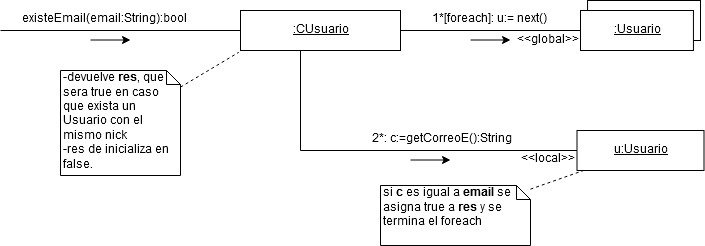 existeEmail(email:String):bool
:CUsuario
1*[foreach]: u:= next()
<<global>>
:Usuario
-devuelve res, que
sera true en caso
que exista un
Usuario con el
mismo nick
-res de inicializa en
false.
2*: c:=getCorreoE():String
<<local>>
u:Usuario
si c es igual a email se
asigna true a res y se
termina el foreach